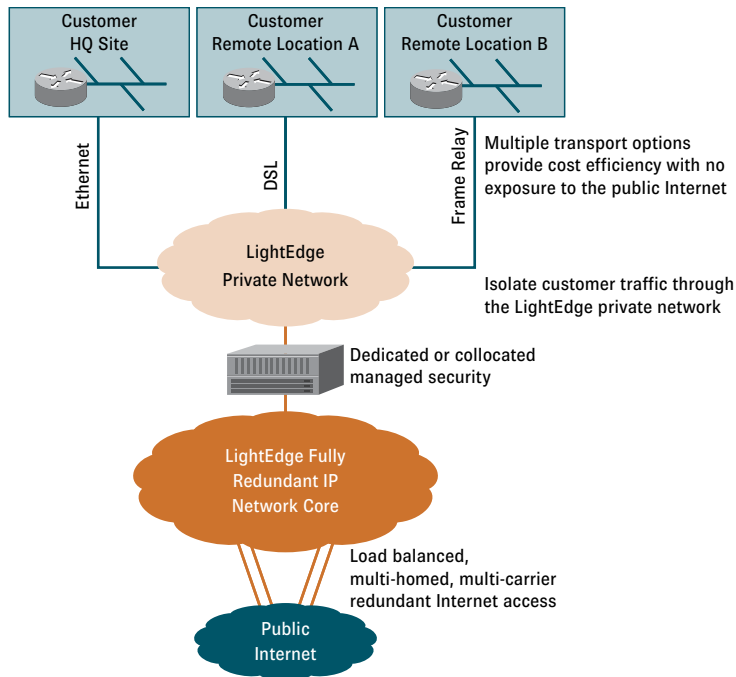 Customer
HQ Site
Customer
Remote Location A
Customer
Remote Location B
Ethernet
DSL
Frame Relay
Multiple transport options
provide cost efficiency with no
exposure to the public Internet
LightEdge
Private Network
Isolate customer traffic through
the LightEdge private network
Dedicated or collocated
managed security
LightEdge Fully
Redundant IP
Network Core
Load balanced,
multi-homed, multi-carrier
redundant Internet access
Public
Internet